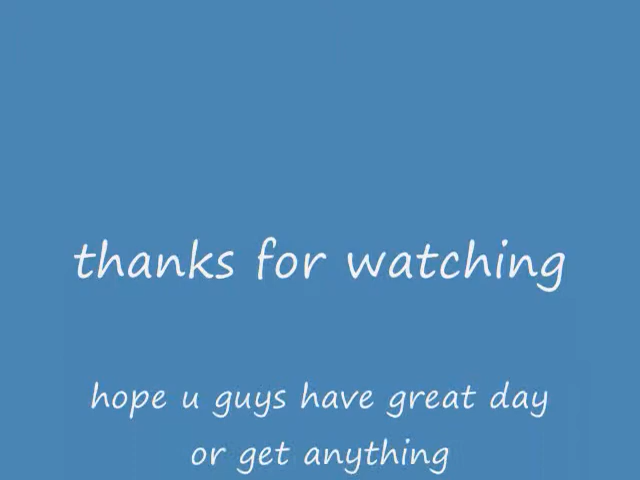 thanks for watching
hope u guys have great day
or get anything